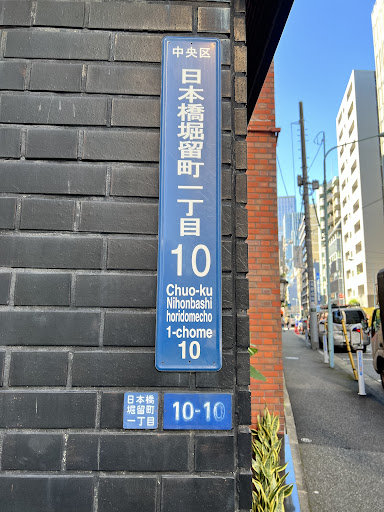 中央区
日本橋堀留町一丁目
10
Chuo-ku
Nihonbashi
horidomecho
1-chome
10
日本橋
堀留町
一丁目
10-10